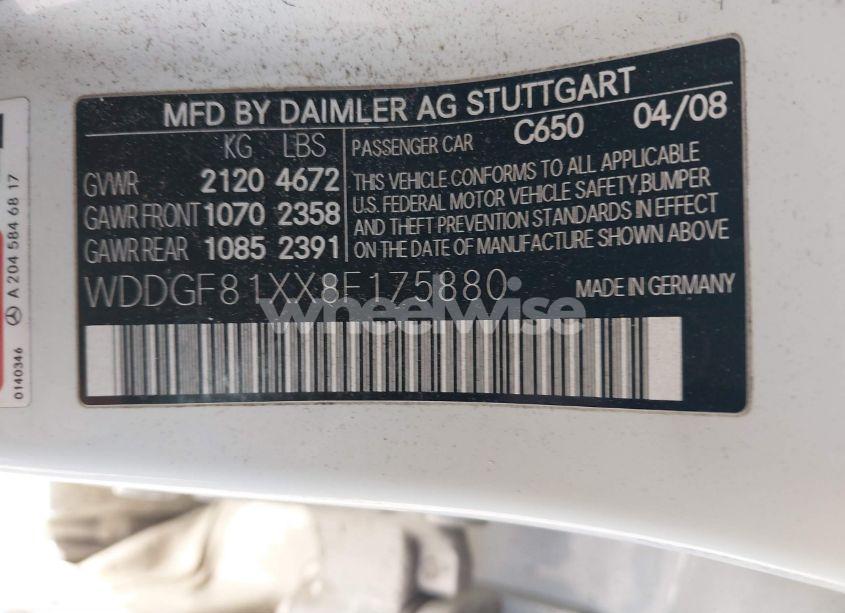 MFD BY DAIMLER AG STUTTGART
KG LBS
GVWR 2120 4672
GAWR FRONT 1070 2358
GAWR REAR 1085 2391
PASSENGER CAR C650 04/08
THIS VEHICLE CONFORMS TO ALL APPLICABLE
U.S. FEDERAL MOTOR VEHICLE SAFETY,BUMPER
AND THEFT PREVENTION STANDARDS IN EFFECT
ON THE DATE OF MANUFACTURE SHOWN ABOVE
WDDGF81XX8F175880 MADE IN GERMANY
wheelwise
A 204 584 68 17
0140346